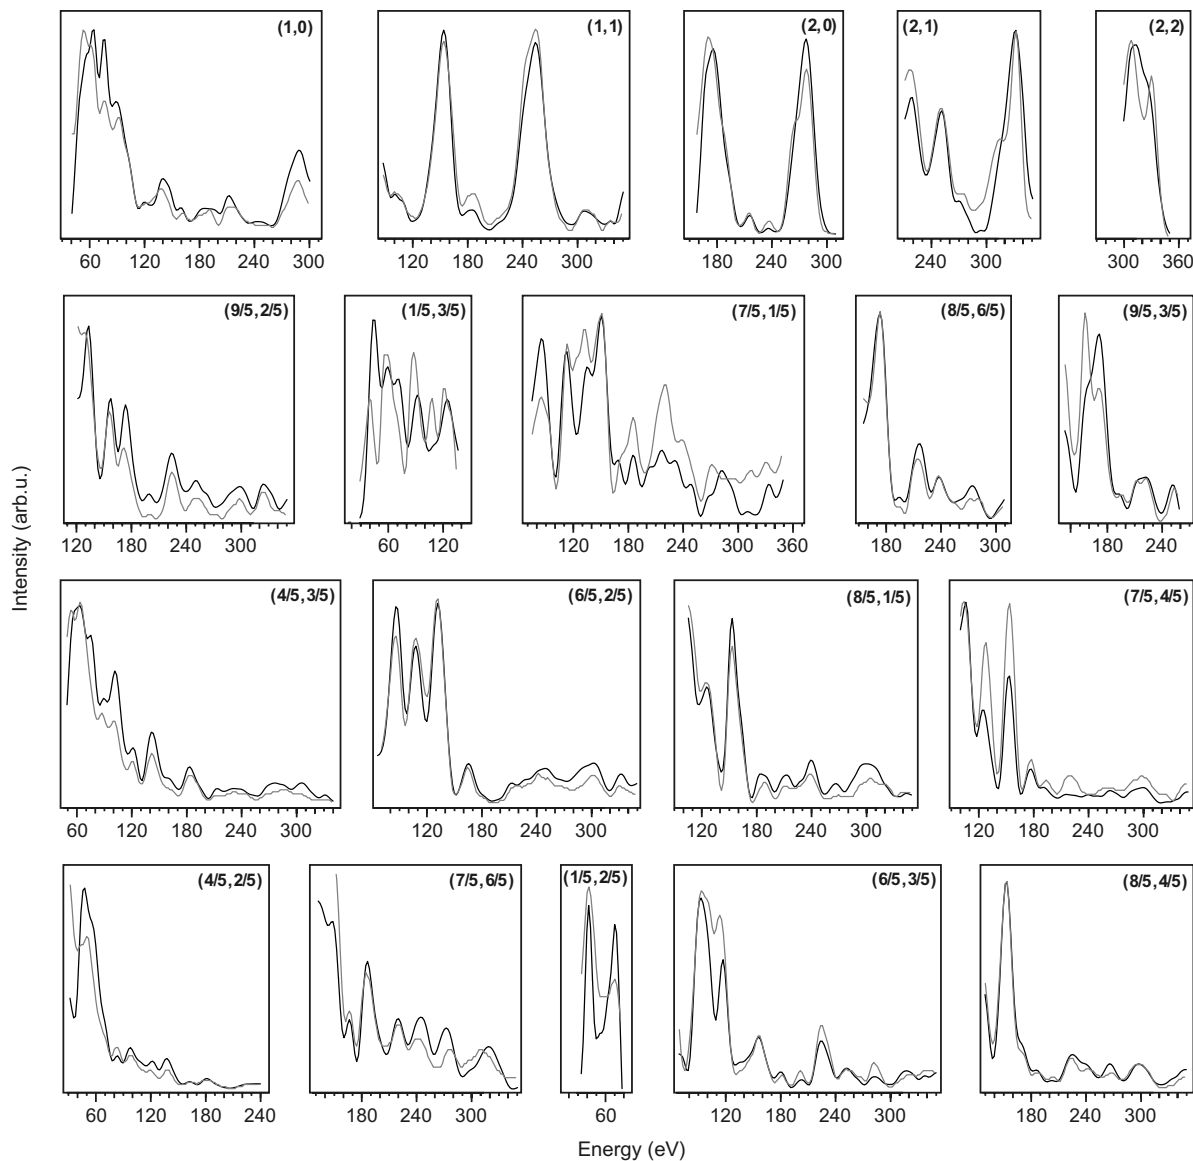 (1,0) (1,1) (2,0) (2,1) (2,2)
60 120 180 240 300 120 180 240 300 180 240 300 240 300 300 360
(9/5,2/5) (1/5,3/5) (7/5,1/5) (8/5,6/5) (9/5,3/5)
120 180 240 300 60 120 120 180 240 300 360 180 240 300 180 240
Intensity (arb.u.)
(4/5,3/5) (6/5,2/5) (8/5,1/5) (7/5,4/5)
60 120 180 240 300 120 180 240 300 120 180 240 300 120 180 240 300
(4/5,2/5) (7/5,6/5) (1/5,2/5) (6/5,3/5) (8/5,4/5)
60 120 180 240 180 240 300 60 120 180 240 300 180 240 300
Energy (eV)